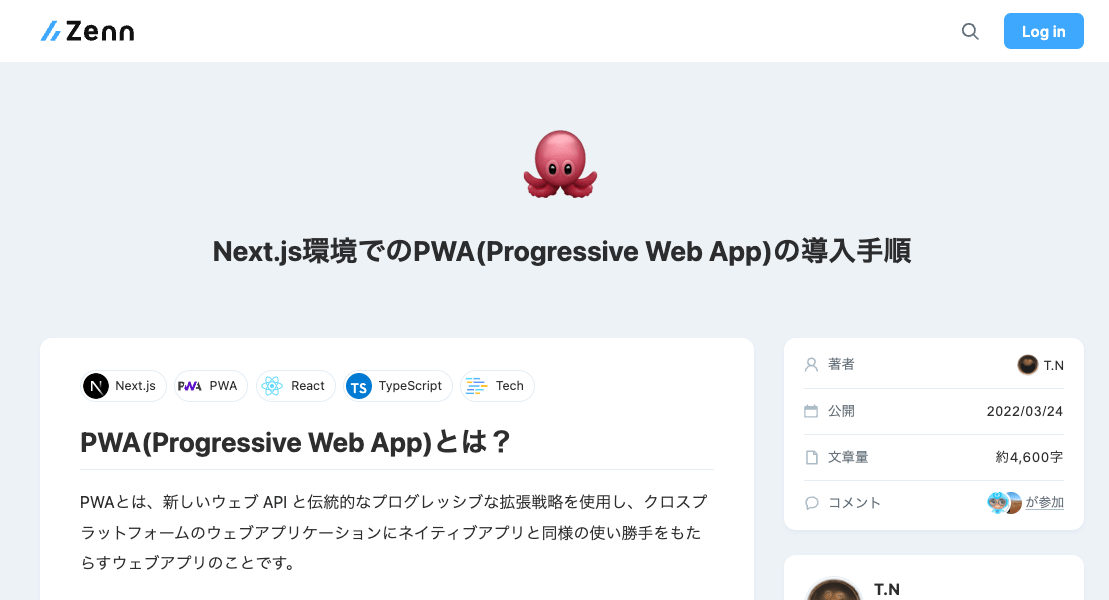 Zenn
Log in
Next.js環境でのPWA(Progressive Web App)の導入手順
Next.js
PWA PWA
React
TS TypeScript
Tech
PWA(Progressive Web App)とは？
PWAとは、新しいウェブ API と伝統的なプログレッシブな拡張戦略を使用し、クロスプ
ラットフォームのウェブアプリケーションにネイティブアプリと同様の使い勝手をもた
らすウェブアプリのことです。
著者 T.N
公開 2022/03/24
文章量 約4,600字
コメント が参加
T.N